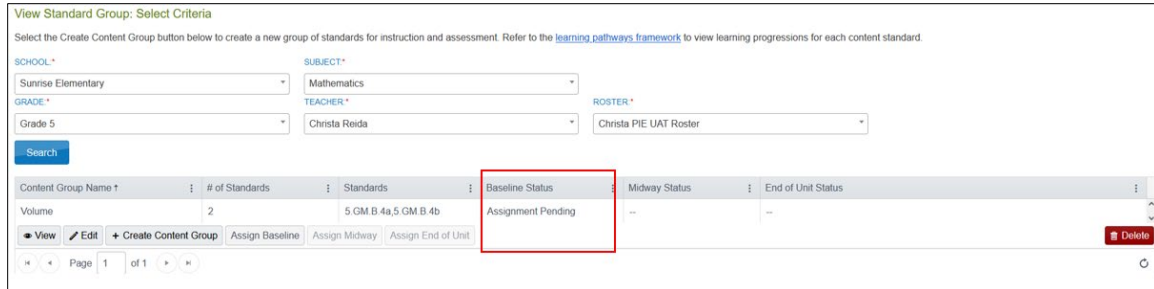 View Standard Group: Select Criteria
Select the Create Content Group button below to create a new group of standards for instruction and assessment. Refer to the learning pathways framework to view learning progressions for each content standard.
SCHOOL:* SUBJECT:*
Sunrise Elementary Mathematics
GRADE:* TEACHER:* ROSTER:*
Grade 5 Christa Reida Christa PIE UAT Roster
Search
Content Group Name ↑ # of Standards Standards Baseline Status Midway Status End of Unit Status
Volume 2 5.GM.B.4a,5.GM.B.4b Assignment Pending -- --
View Edit + Create Content Group Assign Baseline Assign Midway Assign End of Unit Delete
Page 1 of 1